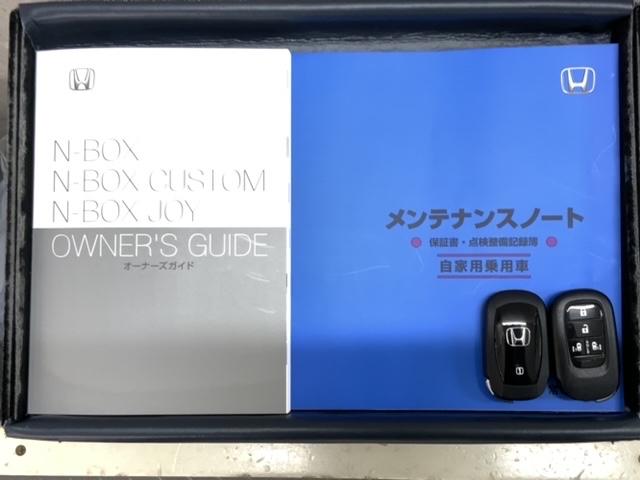 N-BOX
N-BOX CUSTOM
N-BOX JOY
OWNER'S GUIDE
オーナーズガイド
メンテナンスノート
保証書・点検整備記録簿
自家用乗用車
1